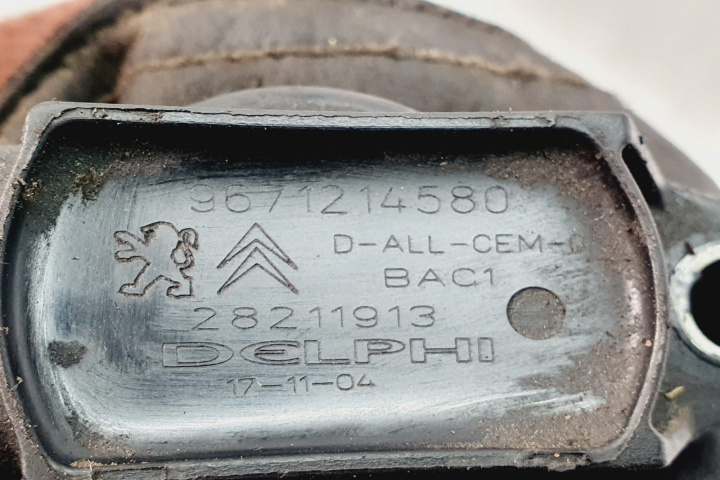 9671214580
D-ALL-CEM-
BAC1
28211913
DELPHI
17-11-04